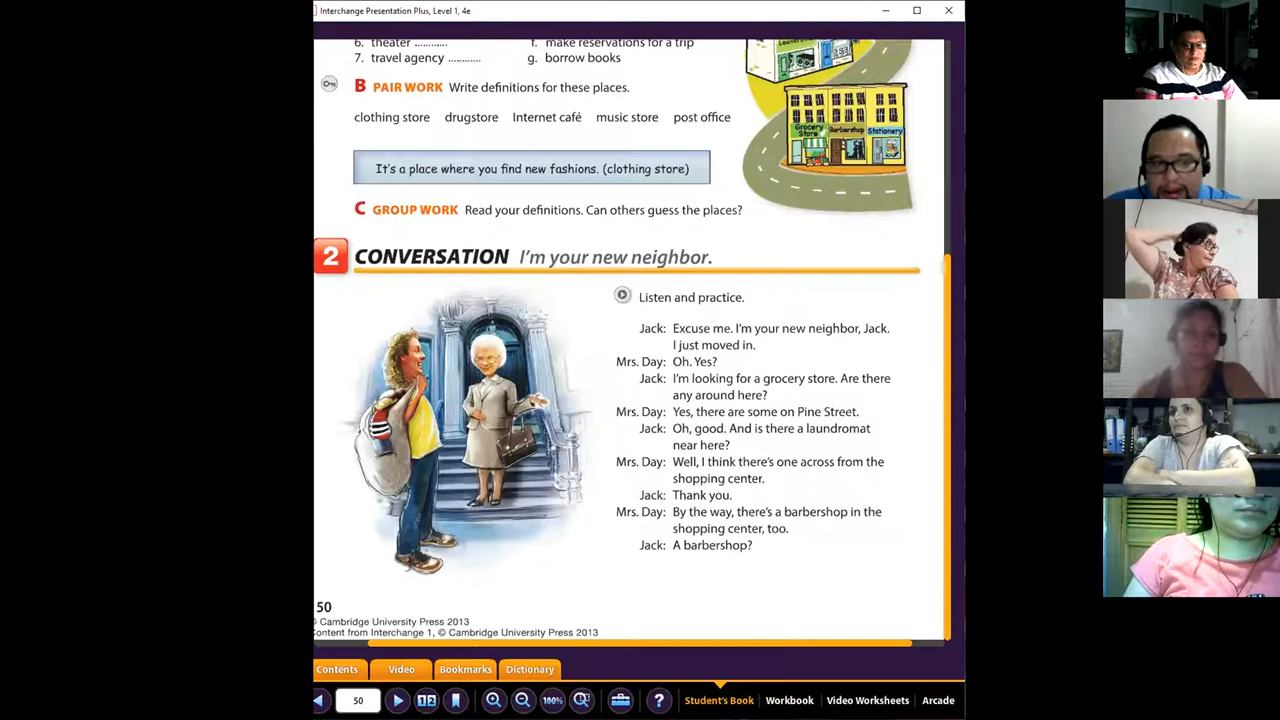 Interchange Presentation Plus, Level 1, 4e
6. theater ........... f. make reservations for a trip
7. travel agency ............ g. borrow books
B PAIR WORK Write definitions for these places.
clothing store drugstore Internet café music store post office
It's a place where you find new fashions. (clothing store)
C GROUP WORK Read your definitions. Can others guess the places?
Grocery Store Barbershop Stationery
2 CONVERSATION I'm your new neighbor.
Listen and practice.
Jack: Excuse me. I'm your new neighbor, Jack.
I just moved in.
Mrs. Day: Oh. Yes?
Jack: I'm looking for a grocery store. Are there
any around here?
Mrs. Day: Yes, there are some on Pine Street.
Jack: Oh, good. And is there a laundromat
near here?
Mrs. Day: Well, I think there's one across from the
shopping center.
Jack: Thank you.
Mrs. Day: By the way, there's a barbershop in the
shopping center, too.
Jack: A barbershop?
50
© Cambridge University Press 2013
Content from Interchange 1, © Cambridge University Press 2013
Contents Video Bookmarks Dictionary
50 1 2 100% ? Student's Book Workbook Video Worksheets Arcade